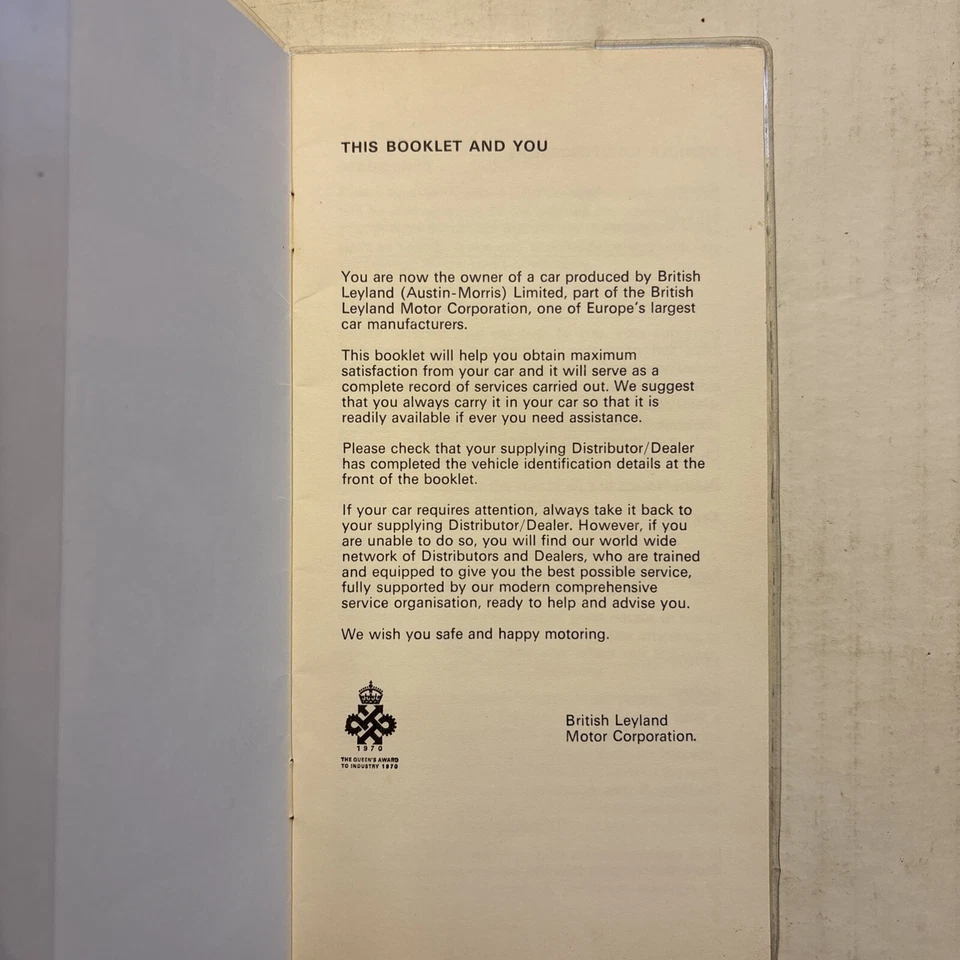 THIS BOOKLET AND YOU
You are now the owner of a car produced by British
Leyland (Austin-Morris) Limited, part of the British
Leyland Motor Corporation, one of Europe's largest
car manufacturers.
This booklet will help you obtain maximum
satisfaction from your car and it will serve as a
complete record of services carried out. We suggest
that you always carry it in your car so that it is
readily available if ever you need assistance.
Please check that your supplying Distributor/Dealer
has completed the vehicle identification details at the
front of the booklet.
If your car requires attention, always take it back to
your supplying Distributor/Dealer. However, if you
are unable to do so, you will find our world wide
network of Distributors and Dealers, who are trained
and equipped to give you the best possible service,
fully supported by our modern comprehensive
service organisation, ready to help and advise you.
We wish you safe and happy motoring.
British Leyland
Motor Corporation.
1970
THE QUEEN'S AWARD
TO INDUSTRY 1970